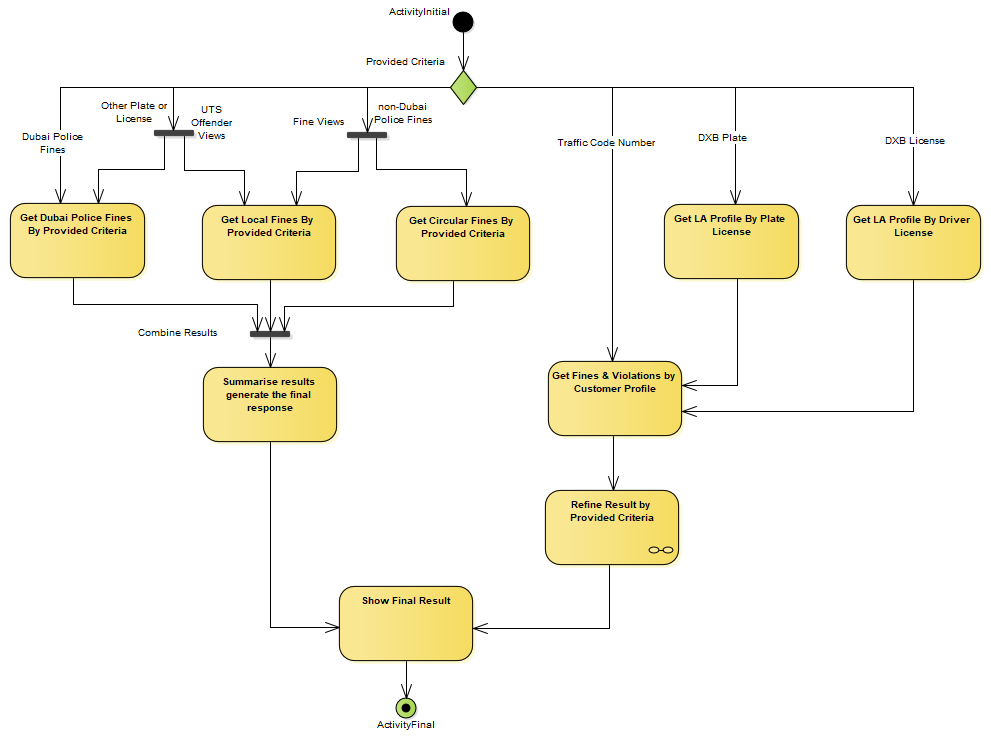 ActivityInitial
Provided Criteria
Other Plate or
License
UTS
Offender
Views
Fine Views
non-Dubai
Police Fines
Dubai Police
Fines
Traffic Code Number
DXB Plate
DXB License
Get Dubai Police Fines
By Provided Criteria
Get Local Fines By
Provided Criteria
Get Circular Fines By
Provided Criteria
Get LA Profile By Plate
License
Get LA Profile By Driver
License
Combine Results
Summarise results
generate the final
response
Get Fines & Violations by
Customer Profile
Refine Result by
Provided Criteria
Show Final Result
ActivityFinal